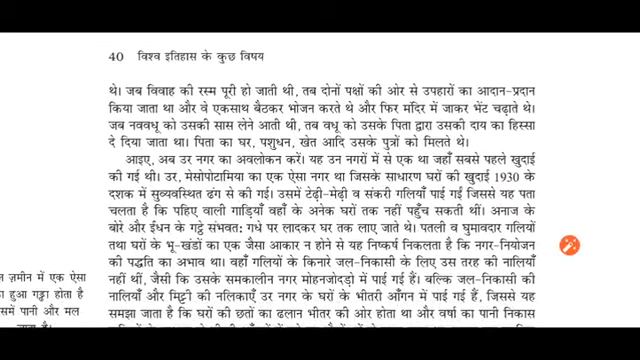 40 विश्व इतिहास के कुछ विषय
थे। जब विवाह की रस्म पूरी हो जाती थी, तब दोनों पक्षों की ओर से उपहारों का आदान-प्रदान
किया जाता था और वे एकसाथ बैठकर भोजन करते थे और फिर मंदिर में जाकर भेंट चढ़ाते थे।
जब नववधू को उसकी सास लेने आती थी, तब वधू को उसके पिता द्वारा उसकी दाय का हिस्सा
दे दिया जाता था। पिता का घर, पशुधन, खेत आदि उसके पुत्रों को मिलते थे।
आइए, अब उर नगर का अवलोकन करें। यह उन नगरों में से एक था जहाँ सबसे पहले खुदाई
की गई थी। उर, मेसोपोटामिया का एक ऐसा नगर था जिसके साधारण घरों की खुदाई 1930 के
दशक में सुव्यवस्थित ढंग से की गई। उसमें टेढ़ी-मेढ़ी व संकरी गलियाँ पाई गईं जिससे यह पता
चलता है कि पहिए वाली गाड़ियाँ वहाँ के अनेक घरों तक नहीं पहुँच सकती थीं। अनाज के
बोरे और ईंधन के गट्ठे संभवतः गधे पर लादकर घर तक लाए जाते थे। पतली व घुमावदार गलियों
तथा घरों के भू-खंडों का एक जैसा आकार न होने से यह निष्कर्ष निकलता है कि नगर-नियोजन
की पद्धति का अभाव था। वहाँ गलियों के किनारे जल-निकासी के लिए उस तरह की नालियाँ
नहीं थीं, जैसी कि उसके समकालीन नगर मोहनजोदड़ो में पाई गई हैं। बल्कि जल-निकासी की
नालियाँ और मिट्टी की नलिकाएँ उर नगर के घरों के भीतरी आँगन में पाई गई हैं, जिससे यह
समझा जाता है कि घरों की छतों का ढलान भीतर की ओर होता था और वर्षा का पानी निकास
ज़मीन में एक ऐसा
का हुआ गड्ढा होता है
समें पानी और मल